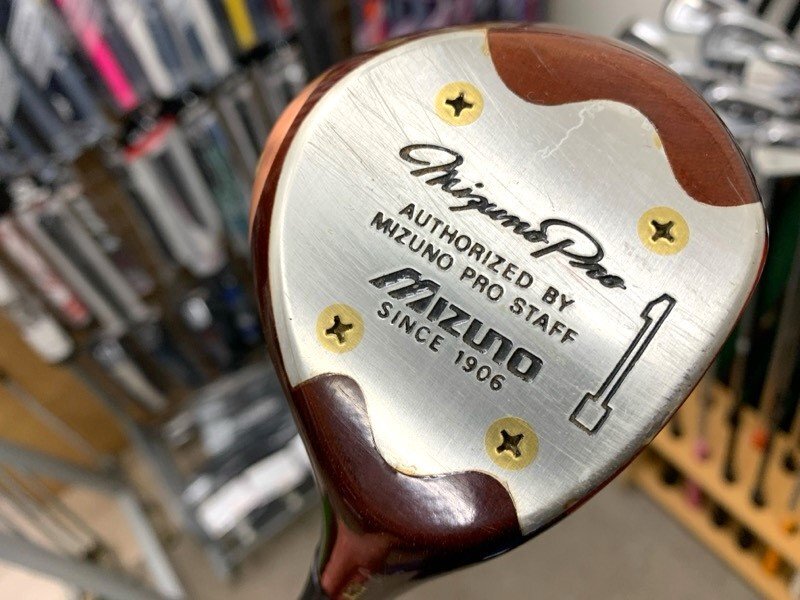 Mizuno Pro
AUTHORIZED BY
MIZUNO PRO STAFF
MIZUNO
SINCE 1906
1